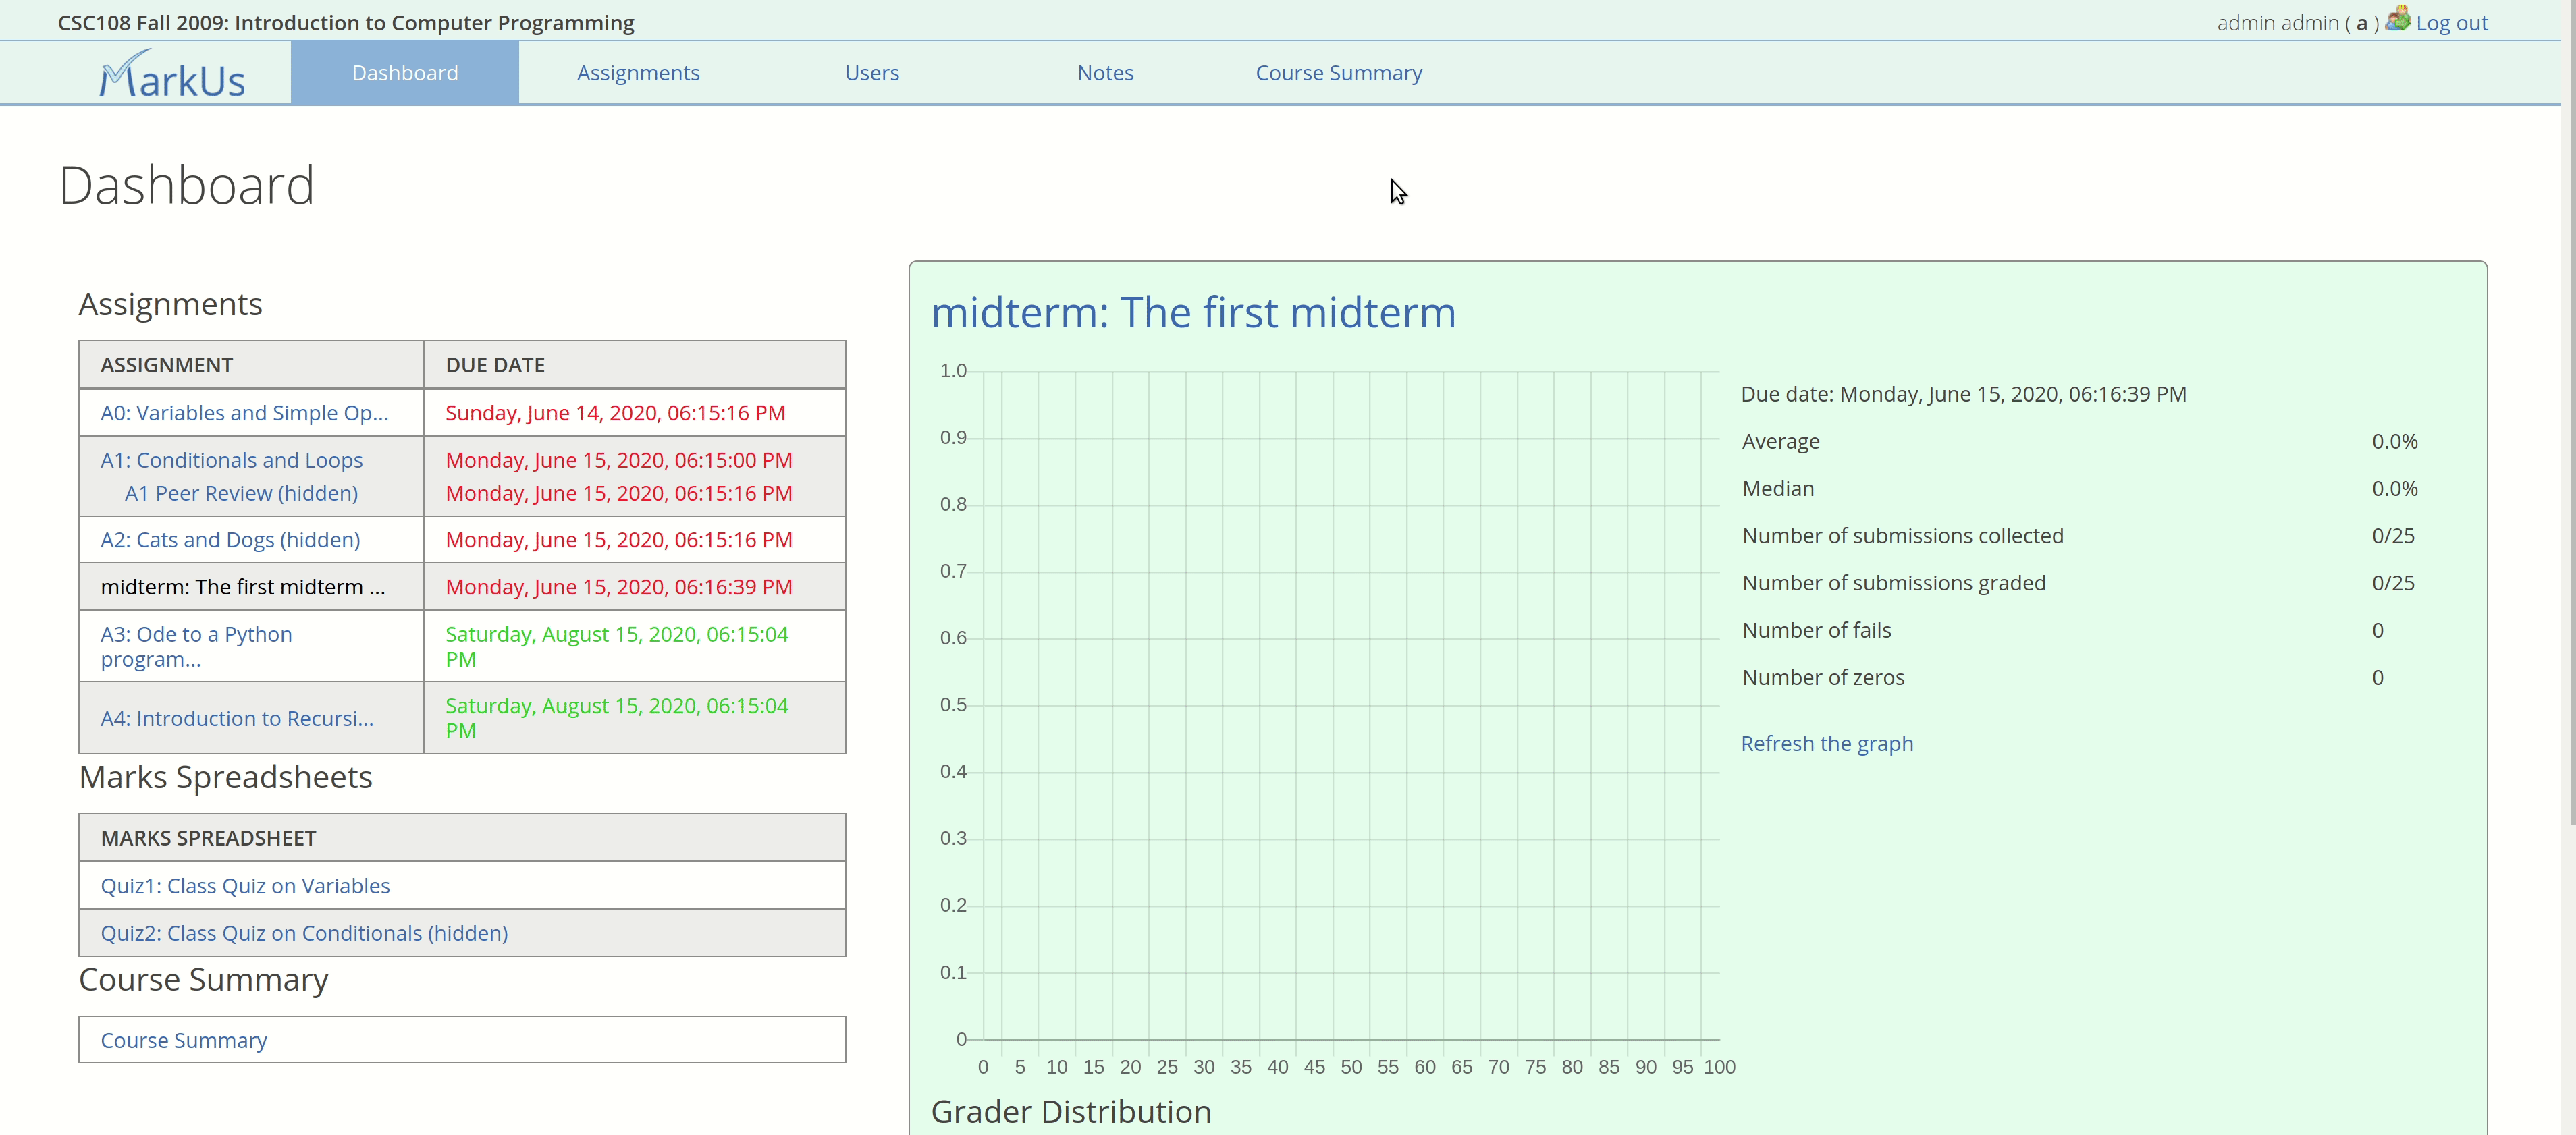 CSC108 Fall 2009: Introduction to Computer Programming
admin admin ( a ) Log out
MarkUs
Dashboard
Assignments
Users
Notes
Course Summary
Dashboard
Assignments
ASSIGNMENT DUE DATE
A0: Variables and Simple Op... Sunday, June 14, 2020, 06:15:16 PM
A1: Conditionals and Loops Monday, June 15, 2020, 06:15:00 PM
A1 Peer Review (hidden) Monday, June 15, 2020, 06:15:16 PM
A2: Cats and Dogs (hidden) Monday, June 15, 2020, 06:15:16 PM
midterm: The first midterm ... Monday, June 15, 2020, 06:16:39 PM
A3: Ode to a Python
program...
Saturday, August 15, 2020, 06:15:04
PM
A4: Introduction to Recursi...
Saturday, August 15, 2020, 06:15:04
PM
Marks Spreadsheets
MARKS SPREADSHEET
Quiz1: Class Quiz on Variables
Quiz2: Class Quiz on Conditionals (hidden)
Course Summary
Course Summary
midterm: The first midterm
1.0
0.9
0.8
0.7
0.6
0.5
0.4
0.3
0.2
0.1
0
0 5 10 15 20 25 30 35 40 45 50 55 60 65 70 75 80 85 90 95 100
Due date: Monday, June 15, 2020, 06:16:39 PM
Average 0.0%
Median 0.0%
Number of submissions collected 0/25
Number of submissions graded 0/25
Number of fails 0
Number of zeros 0
Refresh the graph
Grader Distribution